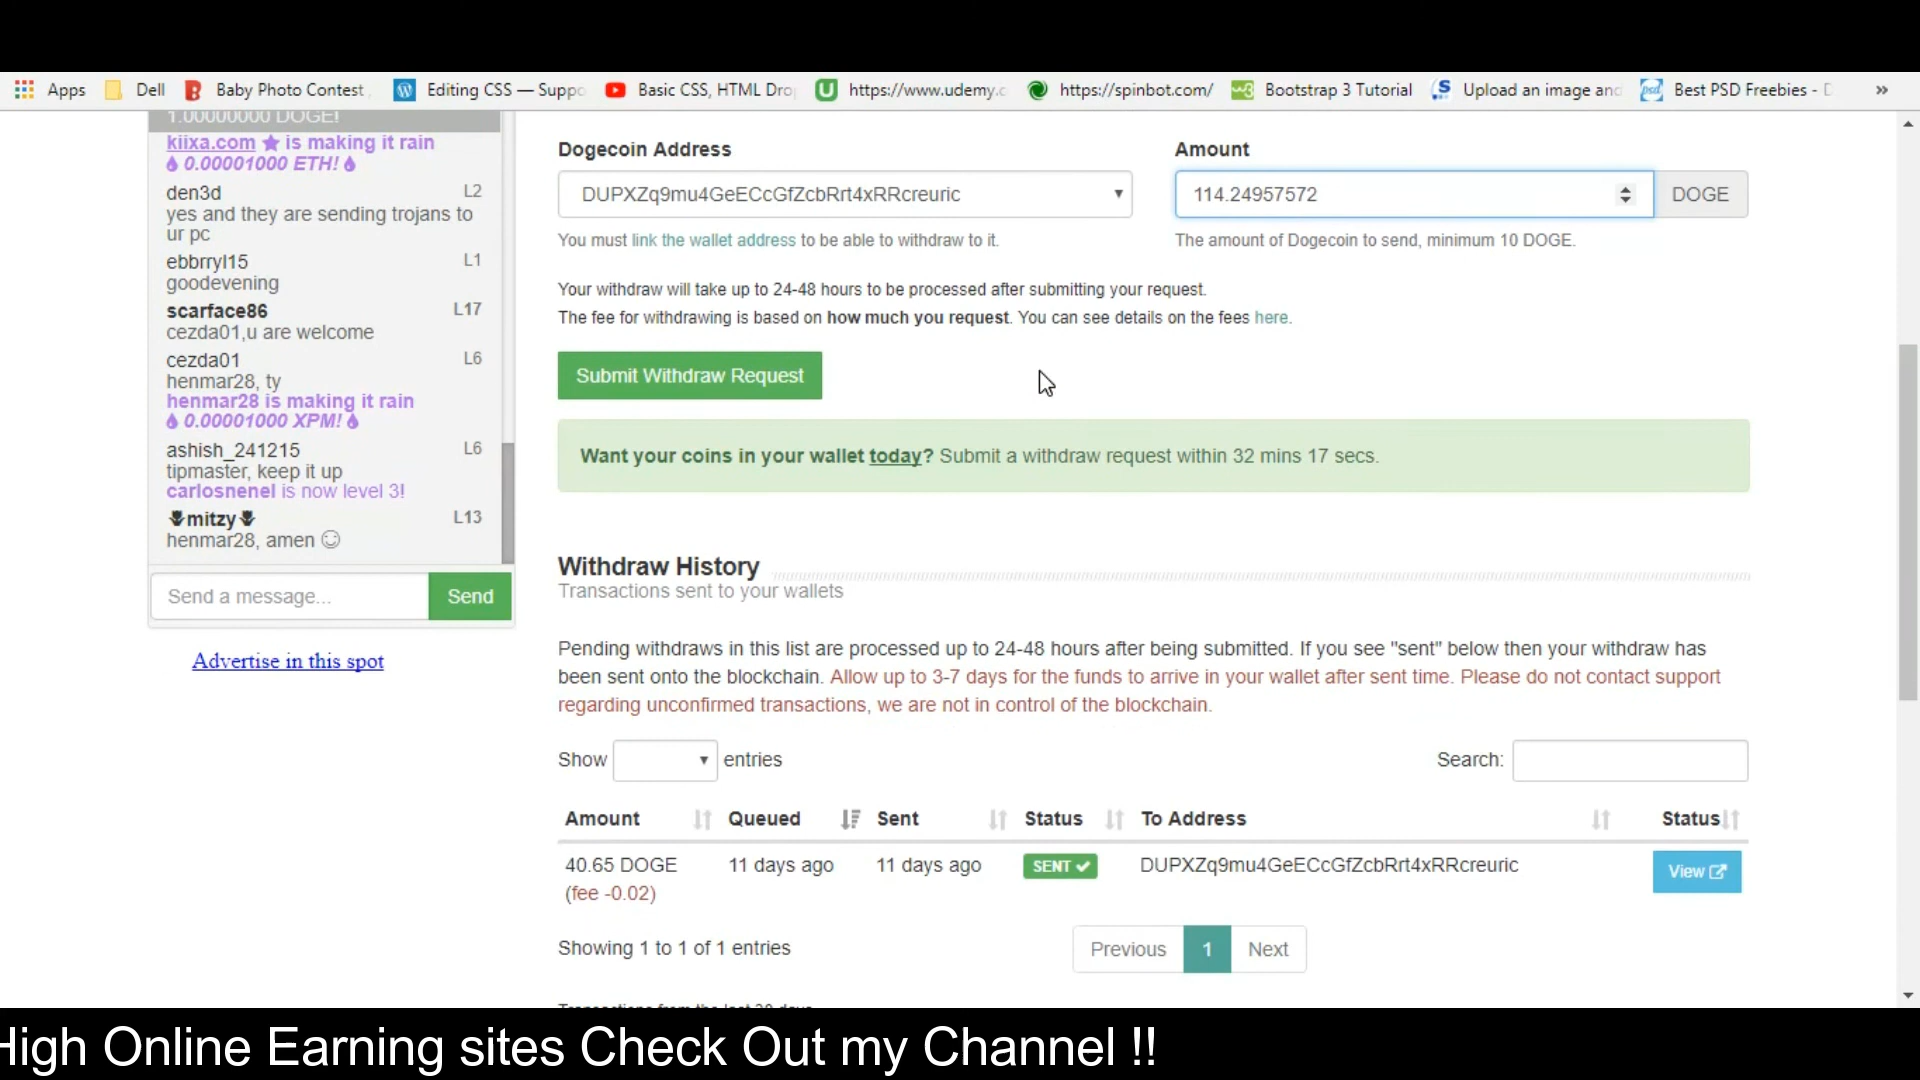 Apps Dell Baby Photo Contest Editing CSS — Suppo Basic CSS, HTML Dro https://www.udemy.c https://spinbot.com/ Bootstrap 3 Tutorial Upload an image and Best PSD Freebies - D »
1.00000000 DOGE!
kiixa.com ★ is making it rain
0.00001000 ETH!
den3d L2
yes and they are sending trojans to
ur pc
ebbrryl15 L1
goodevening
scarface86 L17
cezda01,u are welcome
cezda01 L6
henmar28, ty
henmar28 is making it rain
0.00001000 XPM!
ashish_241215 L6
tipmaster, keep it up
carlosnenel is now level 3!
mitzy L13
henmar28, amen ☺
Send a message... Send
Advertise in this spot
Dogecoin Address Amount
DUPXZq9mu4GeECcGfZcbRrt4xRRcreuric 114.24957572 DOGE
You must link the wallet address to be able to withdraw to it. The amount of Dogecoin to send, minimum 10 DOGE.
Your withdraw will take up to 24-48 hours to be processed after submitting your request.
The fee for withdrawing is based on how much you request. You can see details on the fees here.
Submit Withdraw Request
Want your coins in your wallet today? Submit a withdraw request within 32 mins 17 secs.
Withdraw History
Transactions sent to your wallets
Pending withdraws in this list are processed up to 24-48 hours after being submitted. If you see "sent" below then your withdraw has
been sent onto the blockchain. Allow up to 3-7 days for the funds to arrive in your wallet after sent time. Please do not contact support
regarding unconfirmed transactions, we are not in control of the blockchain.
Show entries Search:
Amount Queued Sent Status To Address Status
40.65 DOGE 11 days ago 11 days ago SENT ✔ DUPXZq9mu4GeECcGfZcbRrt4xRRcreuric View
(fee -0.02)
Showing 1 to 1 of 1 entries Previous 1 Next
Transactions from the last 30 days
High Online Earning sites Check Out my Channel !!